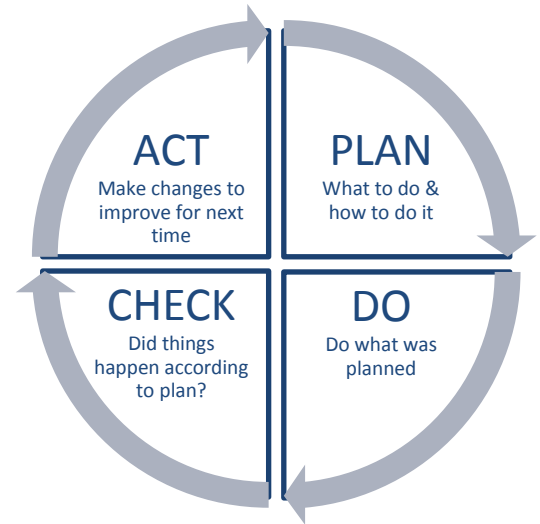 ACT
Make changes to
improve for next
time
PLAN
What to do &
how to do it
CHECK
Did things
happen according
to plan?
DO
Do what was
planned